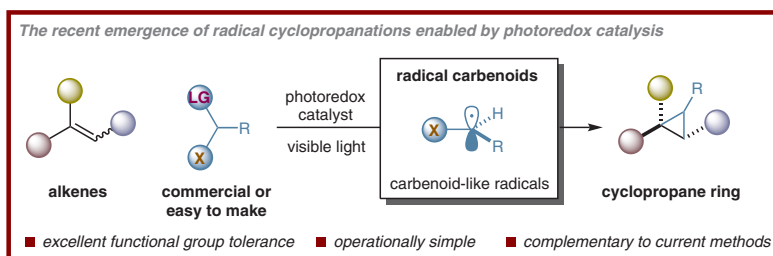 The recent emergence of radical cyclopropanations enabled by photoredox catalysis
LG
X
R
alkenes
commercial or
easy to make
photoredox
catalyst
visible light
radical carbenoids
X
H
R
carbenoid-like radicals
R
cyclopropane ring
excellent functional group tolerance
operationally simple
complementary to current methods